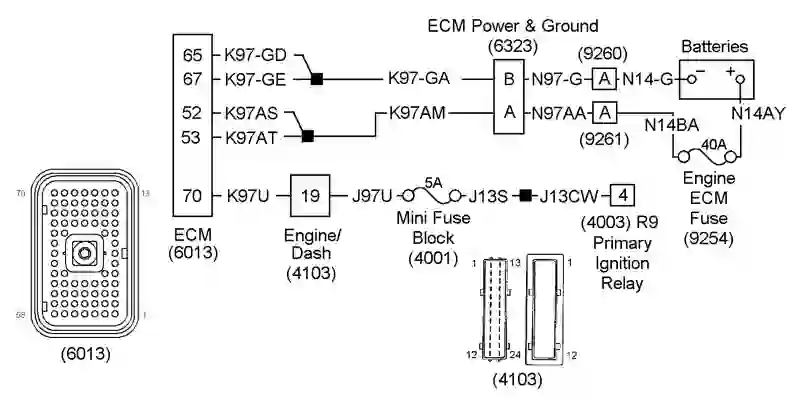 ECM Power & Ground
(6323)
(9260)
Batteries
65
K97-GD
67
K97-GE
K97-GA
B
N97-G
A
N14-G
-
+
52
K97AS
K97AM
A
N97AA
A
N14BA
N14AY
53
K97AT
(9261)
40A
Engine
ECM
Fuse
(9254)
70
K97U
19
J97U
5A
J13S
J13CW
4
ECM
(6013)
Engine/
Dash
(4103)
Mini Fuse
Block
(4001)
(4003) R9
Primary
Ignition
Relay
70
13
58
1
(6013)
1
13
12
24
1
12
(4103)